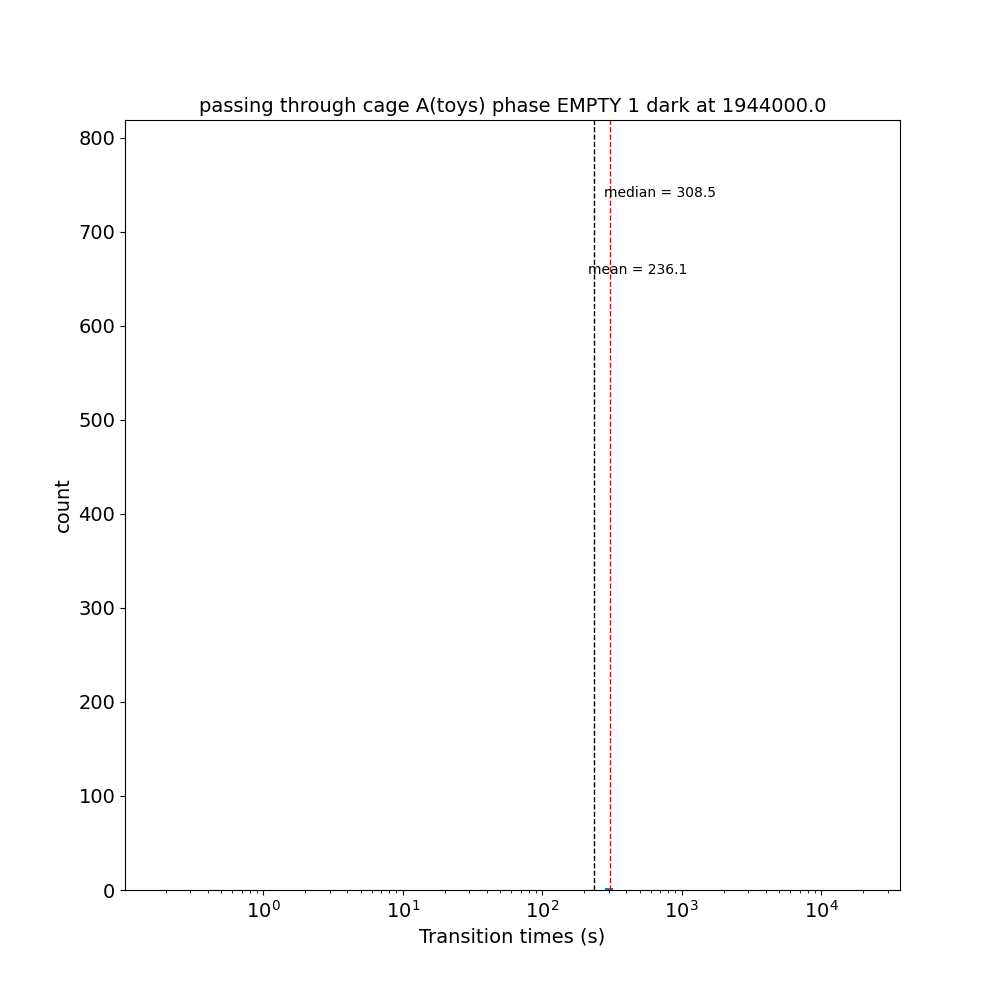 passing through cage A(toys) phase EMPTY 1 dark at 1944000.0
800
median = 308.5
700
mean = 236.1
600
500
count
400
300
200
100
0
10^0 10^1 10^2 10^3 10^4
Transition times (s)